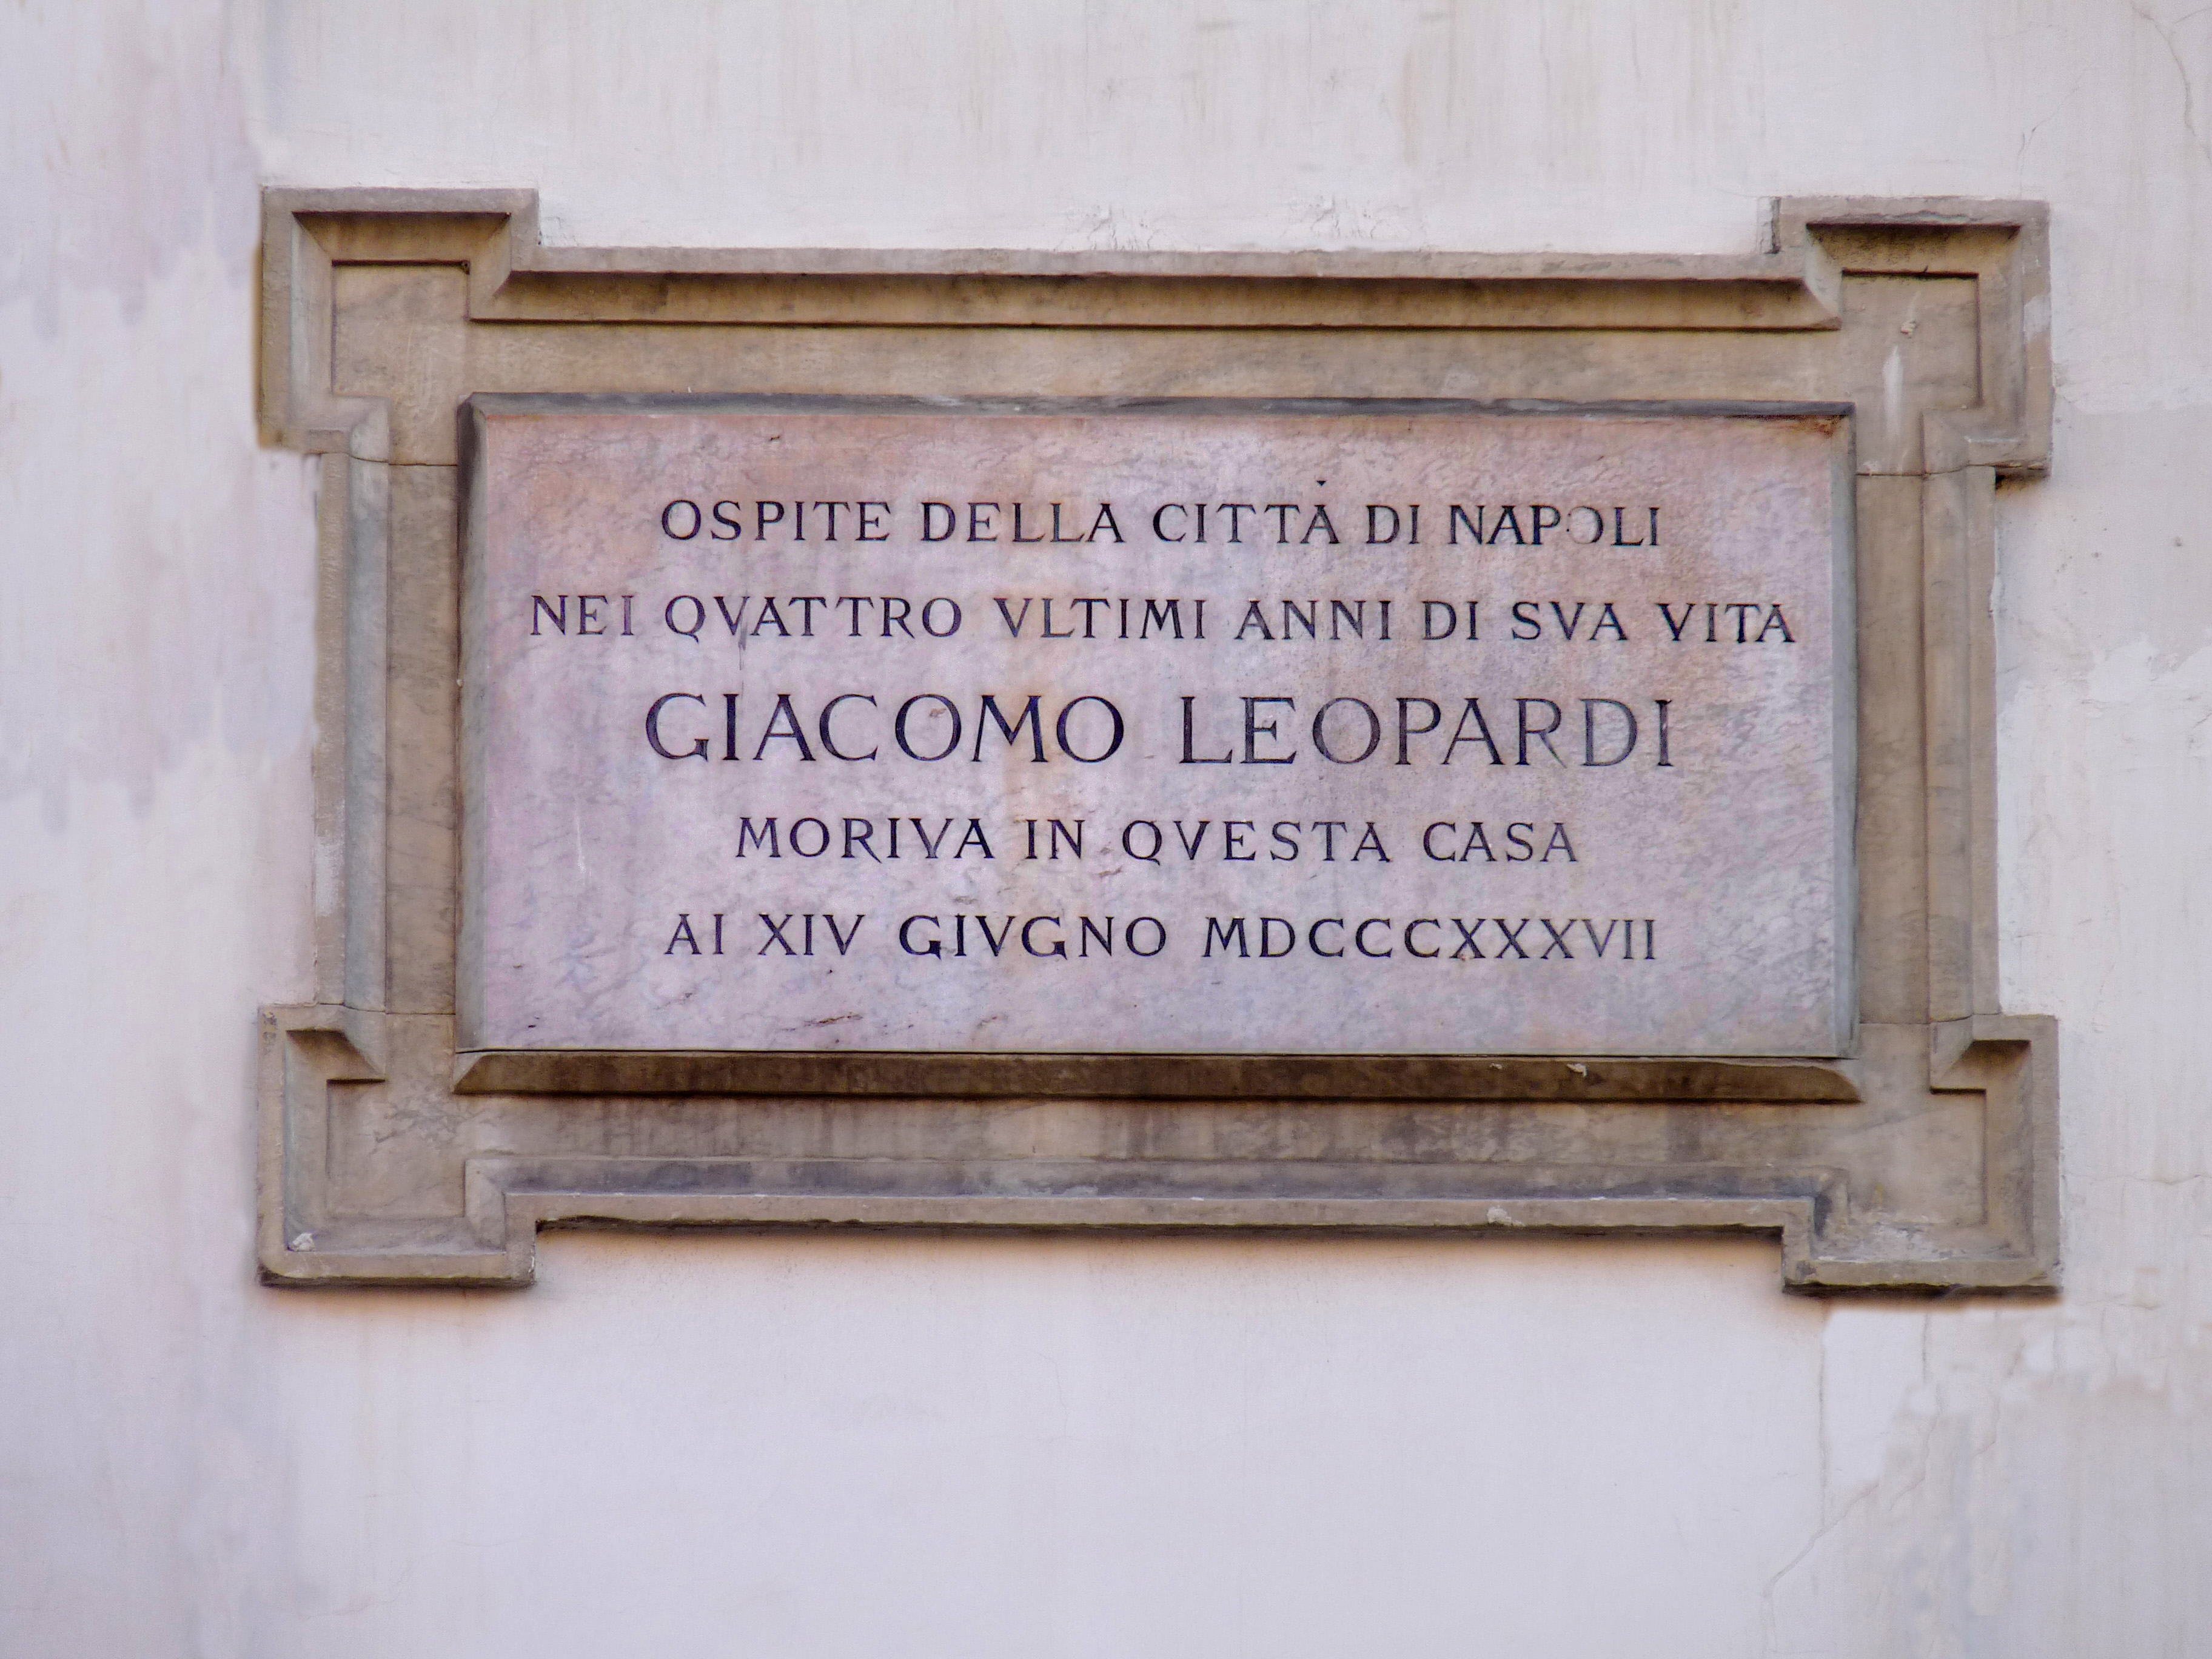 OSPITE DELLA CITTÀ DI NAPOLI
NEI QVATTRO VLTIMI ANNI DI SVA VITA
GIACOMO LEOPARDI
MORIVA IN QVESTA CASA
AI XIV GIVGNO MDCCCXXXVII